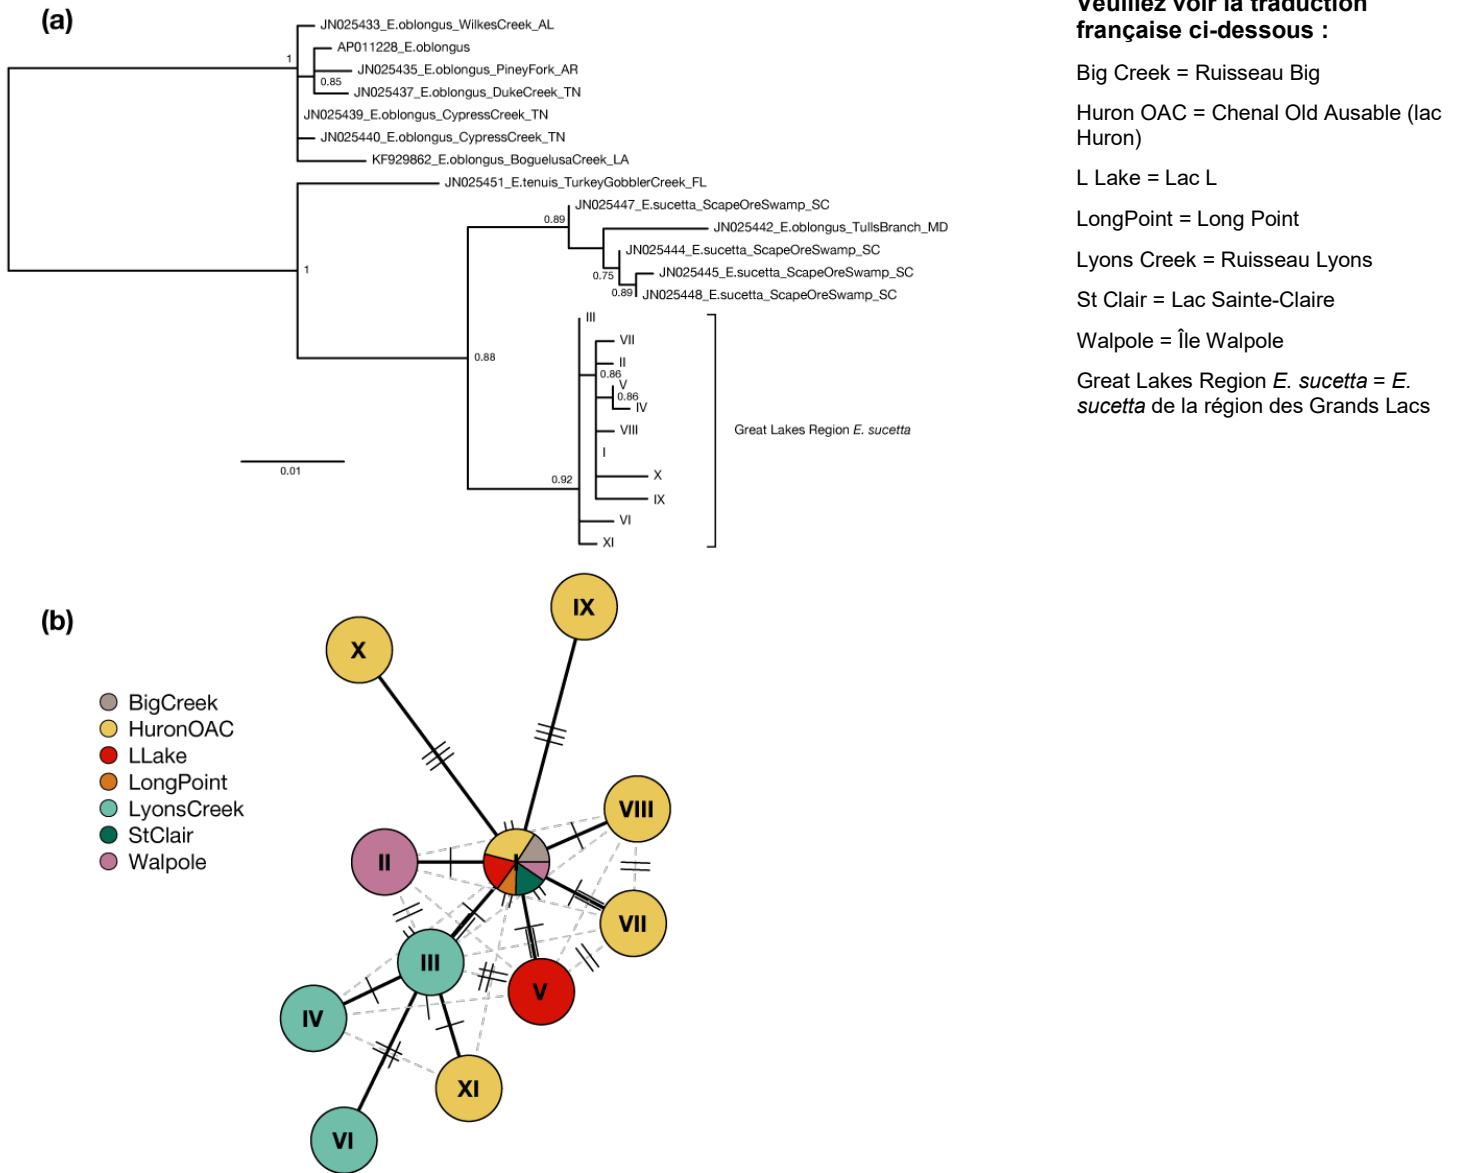 (a)
JN025433_E.oblongus_WilkesCreek_AL
1
AP011228_E.oblongus
JN025435_E.oblongus_PineyFork_AR
0.85
JN025437_E.oblongus_DukeCreek_TN
JN025439_E.oblongus_CypressCreek_TN
JN025440_E.oblongus_CypressCreek_TN
KF929862_E.oblongus_BoguelusaCreek_LA
JN025451_E.tenuis_TurkeyGobblerCreek_FL
JN025447_E.sucetta_ScapeOreSwamp_SC
0.89
JN025442_E.oblongus_TullsBranch_MD
JN025444_E.sucetta_ScapeOreSwamp_SC
1
0.75
JN025445_E.sucetta_ScapeOreSwamp_SC
0.89
JN025448_E.sucetta_ScapeOreSwamp_SC
III
VII
0.88
II
0.86
V
0.86
IV
VIII
Great Lakes Region E. sucetta
I
0.01
X
0.92
IX
VI
XI
Veuillez voir la traduction
française ci-dessous :
Big Creek = Ruisseau Big
Huron OAC = Chenal Old Ausable (lac
Huron)
L Lake = Lac L
LongPoint = Long Point
Lyons Creek = Ruisseau Lyons
St Clair = Lac Sainte-Claire
Walpole = Île Walpole
Great Lakes Region E. sucetta = E.
sucetta de la région des Grands Lacs
(b)
BigCreek
HuronOAC
LLake
LongPoint
LyonsCreek
StClair
Walpole
IX
X
VIII
II
I
VII
III
V
IV
XI
VI